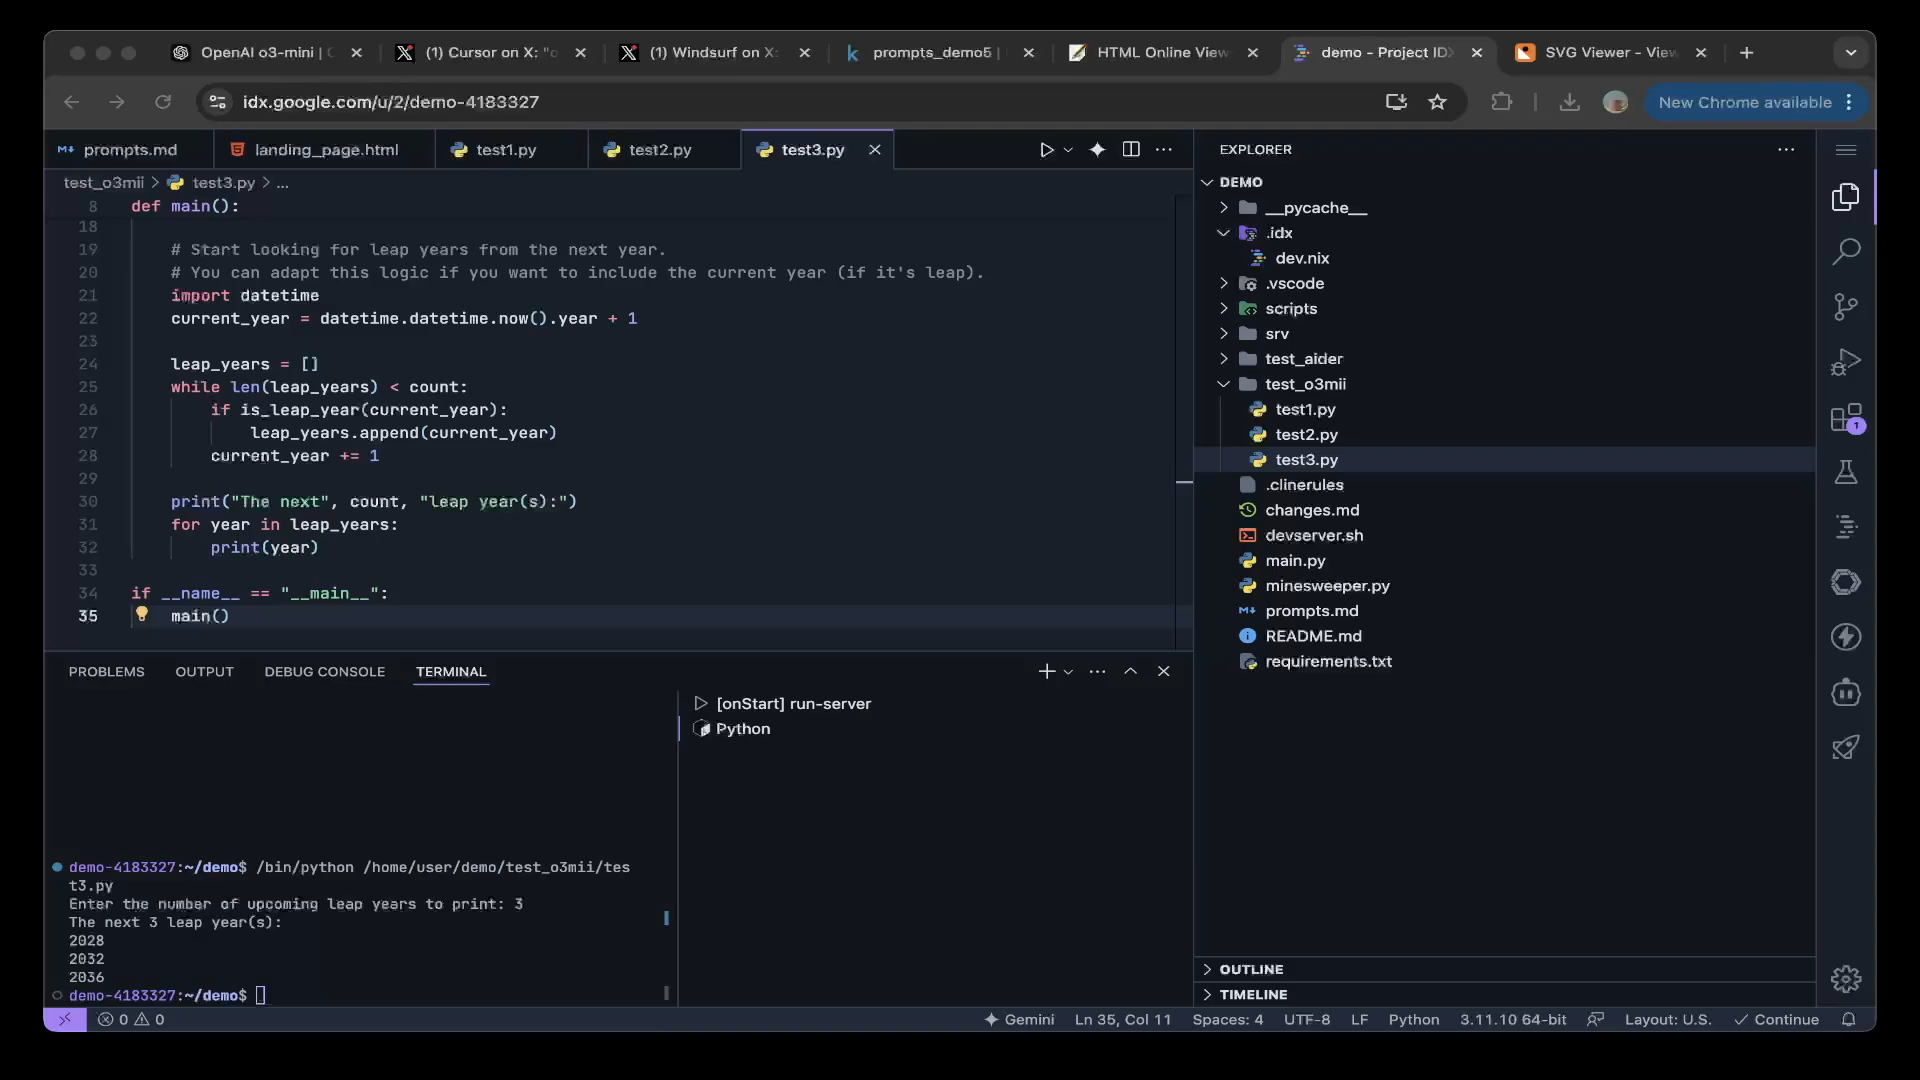 OpenAI o3-mini |
(1) Cursor on X: "o
(1) Windsurf on X:
prompts_demo5 |
HTML Online View
demo - Project IDX
SVG Viewer - View
idx.google.com/u/2/demo-4183327
New Chrome available
prompts.md
landing_page.html
test1.py
test2.py
test3.py
EXPLORER
test_o3mii > test3.py > ...
8 def main():
18
19 # Start looking for leap years from the next year.
20 # You can adapt this logic if you want to include the current year (if it's leap).
21 import datetime
22 current_year = datetime.datetime.now().year + 1
23
24 leap_years = []
25 while len(leap_years) < count:
26 if is_leap_year(current_year):
27 leap_years.append(current_year)
28 current_year += 1
29
30 print("The next", count, "leap year(s):")
31 for year in leap_years:
32 print(year)
33
34 if __name__ == "__main__":
35 main()
DEMO
__pycache__
.idx
dev.nix
.vscode
scripts
srv
test_aider
test_o3mii
test1.py
test2.py
test3.py
.clinerules
changes.md
devserver.sh
main.py
minesweeper.py
prompts.md
README.md
requirements.txt
1
PROBLEMS
OUTPUT
DEBUG CONSOLE
TERMINAL
[onStart] run-server
Python
demo-4183327:~/demo$ /bin/python /home/user/demo/test_o3mii/tes
t3.py
Enter the number of upcoming leap years to print: 3
The next 3 leap year(s):
2028
2032
2036
demo-4183327:~/demo$
OUTLINE
TIMELINE
0 0
Gemini
Ln 35, Col 11
Spaces: 4
UTF-8
LF
Python
3.11.10 64-bit
Layout: U.S.
Continue